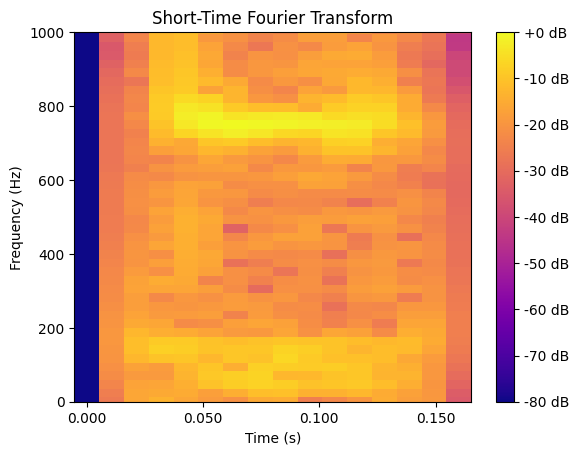 Short-Time Fourier Transform
Frequency (Hz)
1000
800
600
400
200
0
0.000
0.050
0.100
0.150
Time (s)
+0 dB
-10 dB
-20 dB
-30 dB
-40 dB
-50 dB
-60 dB
-70 dB
-80 dB